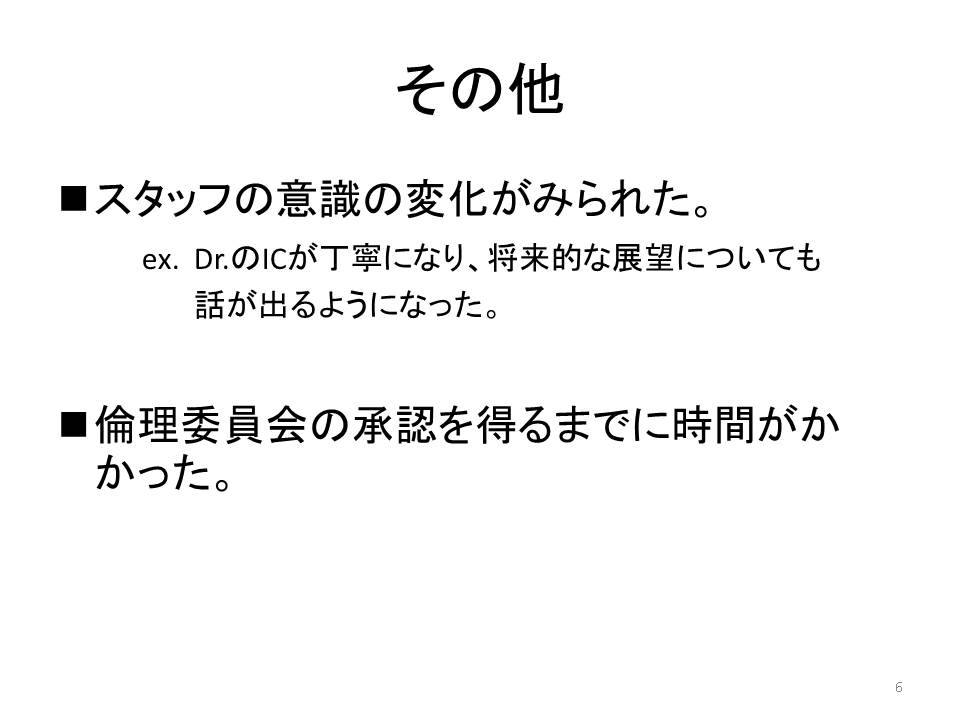 その他
■スタッフの意識の変化がみられた。
ex. Dr.のICが丁寧になり、将来的な展望についても
話が出るようになった。
■倫理委員会の承認を得るまでに時間がか
かった。
6